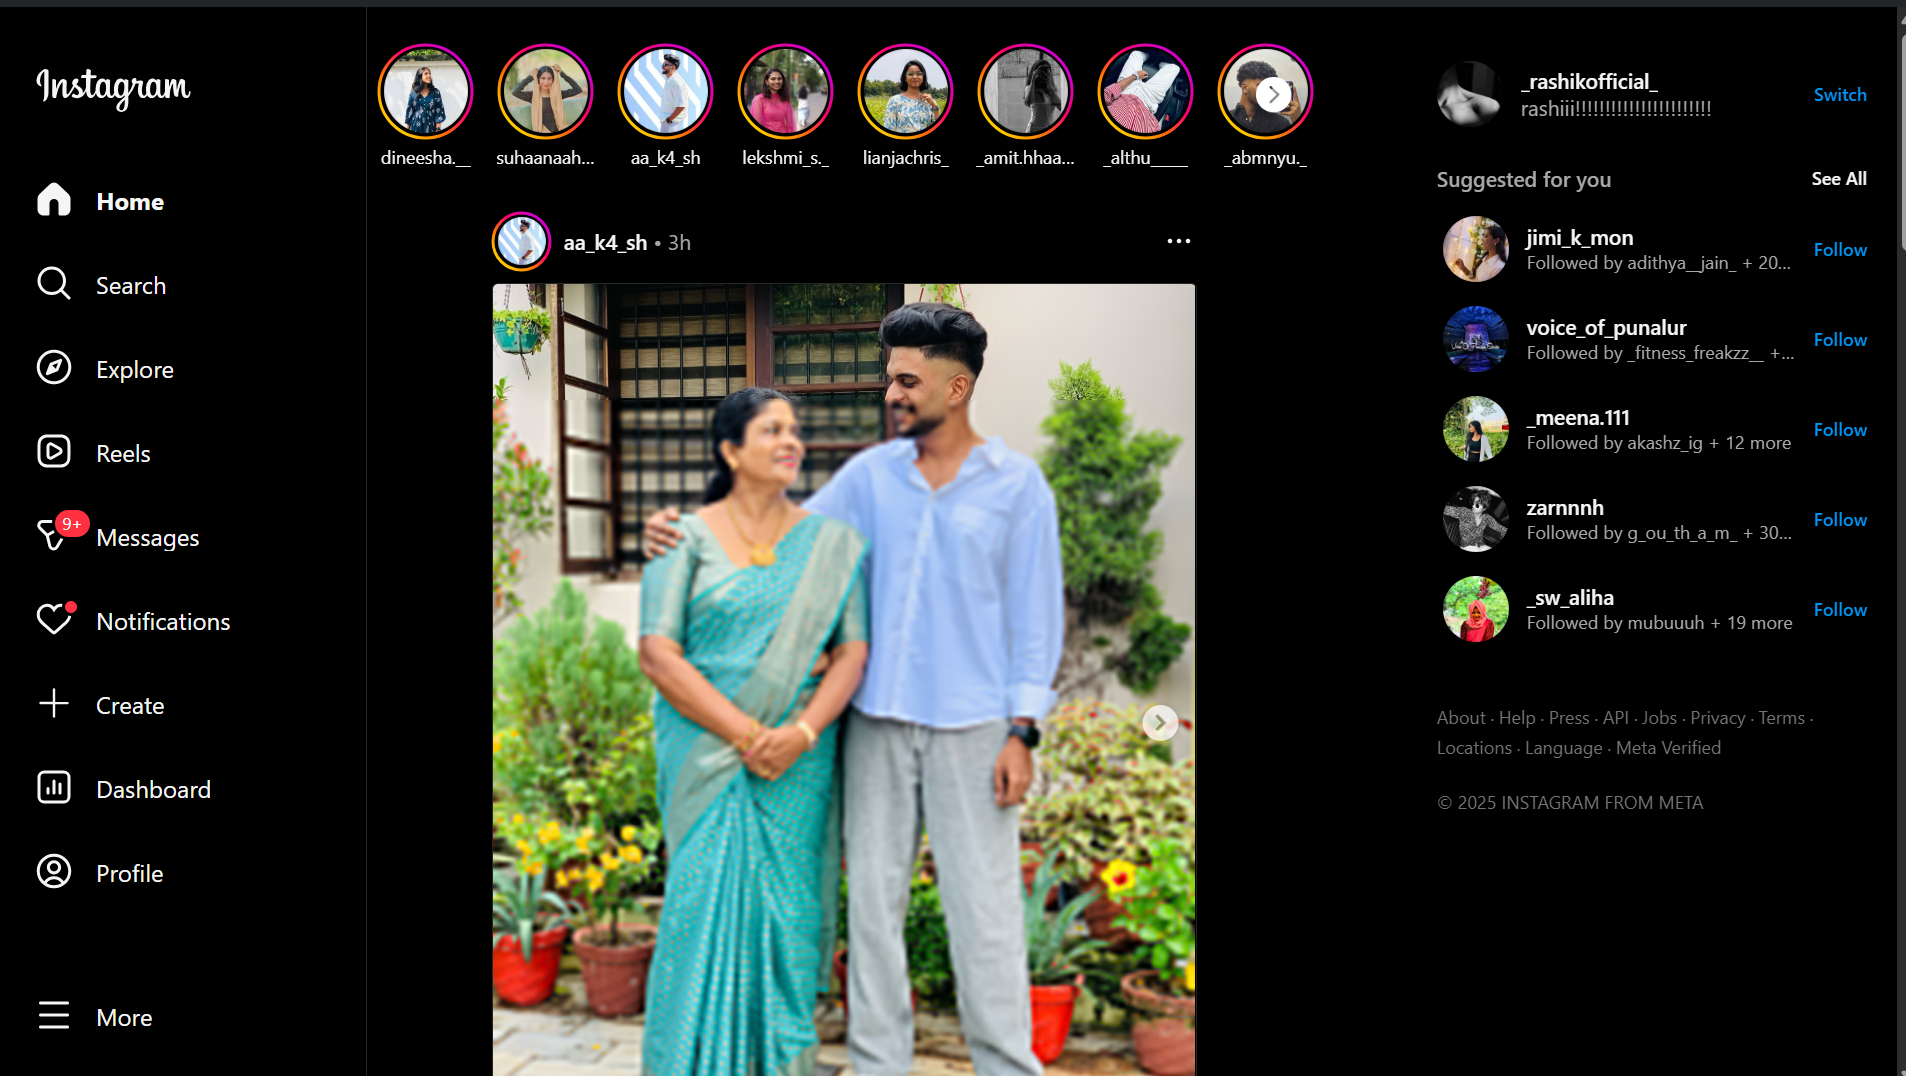 Instagram
Home
Search
Explore
Reels
9+
Messages
Notifications
Create
Dashboard
Profile
More
dineesha.__
suhaanaah...
aa_k4_sh
lekshmi_s._
lianjachris_
_amit.hhaa...
_althu____
_abmnyu._
aa_k4_sh • 3h
_rashikofficial_
rashiii!!!!!!!!!!!!!!!!!!!!!!!
Switch
Suggested for you
See All
jimi_k_mon
Followed by adithya__jain_ + 20...
Follow
voice_of_punalur
Followed by _fitness_freakzz__ +...
Follow
_meena.111
Followed by akashz_ig + 12 more
Follow
zarnnnh
Followed by g_ou_th_a_m_ + 30...
Follow
_sw_aliha
Followed by mubuuuh + 19 more
Follow
About · Help · Press · API · Jobs · Privacy · Terms ·
Locations · Language · Meta Verified
© 2025 INSTAGRAM FROM META